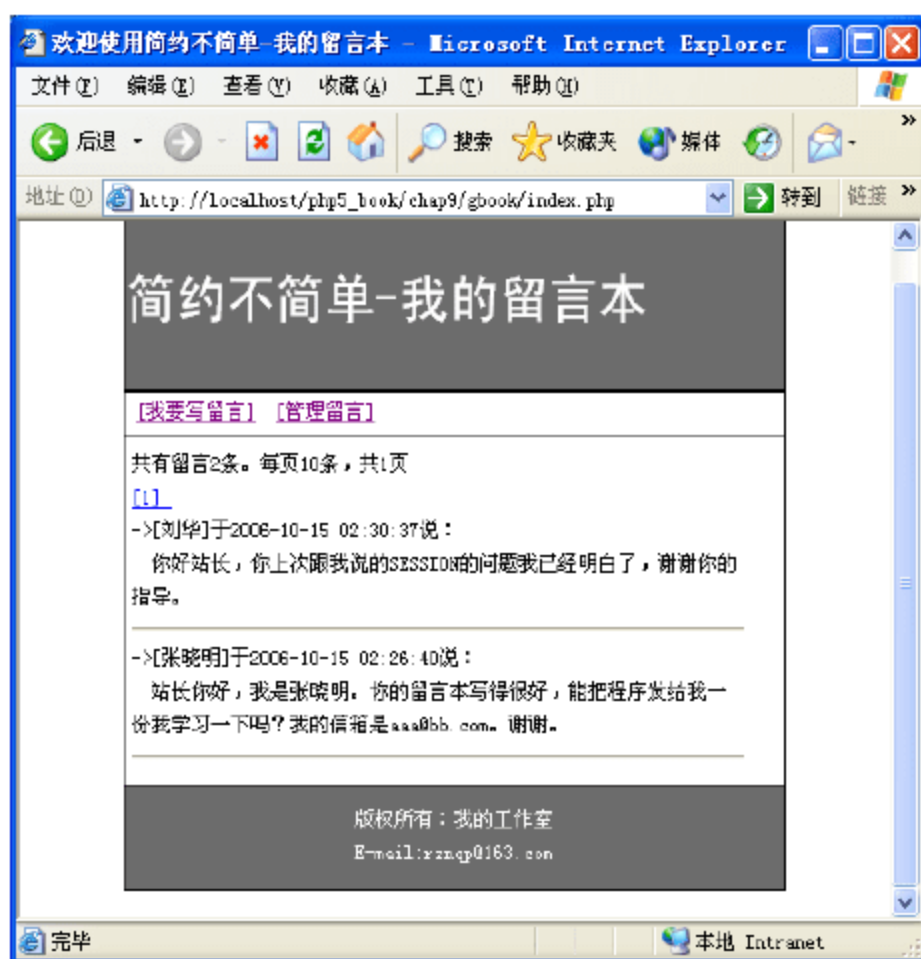 欢迎使用简约不简单-我的留言本 - Microsoft Internet Explorer
文件(F) 编辑(E) 查看(V) 收藏(A) 工具(T) 帮助(H)
后退 搜索 收藏夹 媒体 »
地址(D) http://localhost/php5_book/chap9/gbook/index.php 转到 链接 »
简约不简单-我的留言本
[我要写留言] [管理留言]
共有留言2条。每页10条，共1页
[1]
->[刘华]于2006-10-15 02:30:37说：
你好站长，你上次跟我说的SESSION的问题我已经明白了，谢谢你的
指导。
->[张晓明]于2006-10-15 02:26:40说：
站长你好，我是张晓明。你的留言本写得很好，能把程序发给我一
份我学习一下吗？我的信箱是aaa@bb.com。谢谢。
版权所有：我的工作室
E-mail:
完毕 本地 Intranet